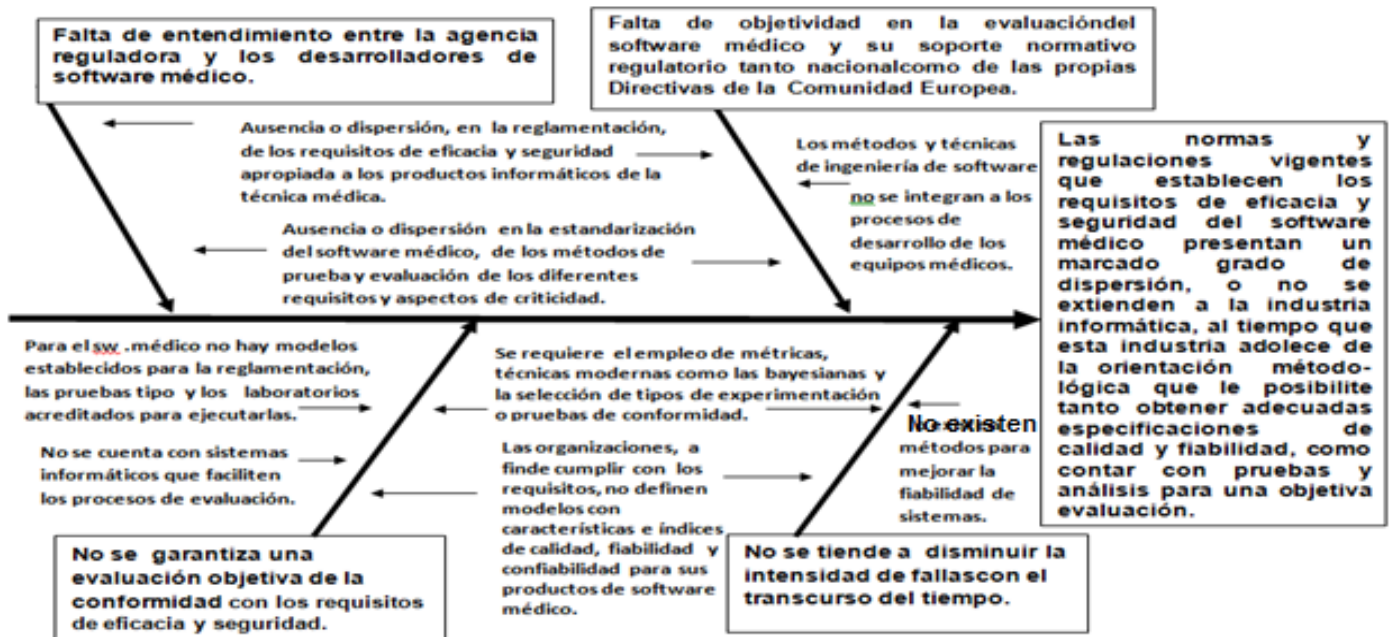 Falta de entendimiento entre la agencia
reguladora y los desarrolladores de
software médico.
Falta de objetividad en la evaluacióndel
software médico y su soporte normativo
regulatorio tanto nacionalcomo de las propias
Directivas de la Comunidad Europea.
Ausencia o dispersión, en la reglamentación,
de los requisitos de eficacia y seguridad
apropiada a los productos informáticos de la
técnica médica.
Ausencia o dispersión en la estandarización
del software médico, de los métodos de
prueba y evaluación de los diferentes
requisitos y aspectos de criticidad.
Los métodos y técnicas
de ingeniería de software
no se integran a los
procesos de
desarrollo de los
equipos médicos.
Las normas y
regulaciones vigentes
que establecen los
requisitos de eficacia y
seguridad del software
médico presentan un
marcado grado de
dispersión, o no se
extienden a la industria
informática, al tiempo que
esta industria adolece de
la orientación método-
lógica que le posibilite
tanto obtener adecuadas
especificaciones de
calidad y fiabilidad, como
contar con pruebas y
análisis para una objetiva
evaluación.
Para el sw .médico no hay modelos
establecidos para la reglamentación,
las pruebas tipo y los laboratorios
acreditados para ejecutarlas.
No se cuenta con sistemas
informáticos que faciliten
los procesos de evaluación.
Se requiere el empleo de métricas,
técnicas modernas como las bayesianas y
la selección de tipos de experimentación
o pruebas de conformidad.
Las organizaciones, a
finde cumplir con los
requisitos, no definen
modelos con
características e índices
de calidad, fiabilidad y
confiabilidad para sus
productos de software
médico.
No existen
métodos para
mejorar la
fiabilidad de
sistemas.
No se garantiza una
evaluación objetiva de la
conformidad con los requisitos
de eficacia y seguridad.
No se tiende a disminuir la
intensidad de fallascon el
transcurso del tiempo.